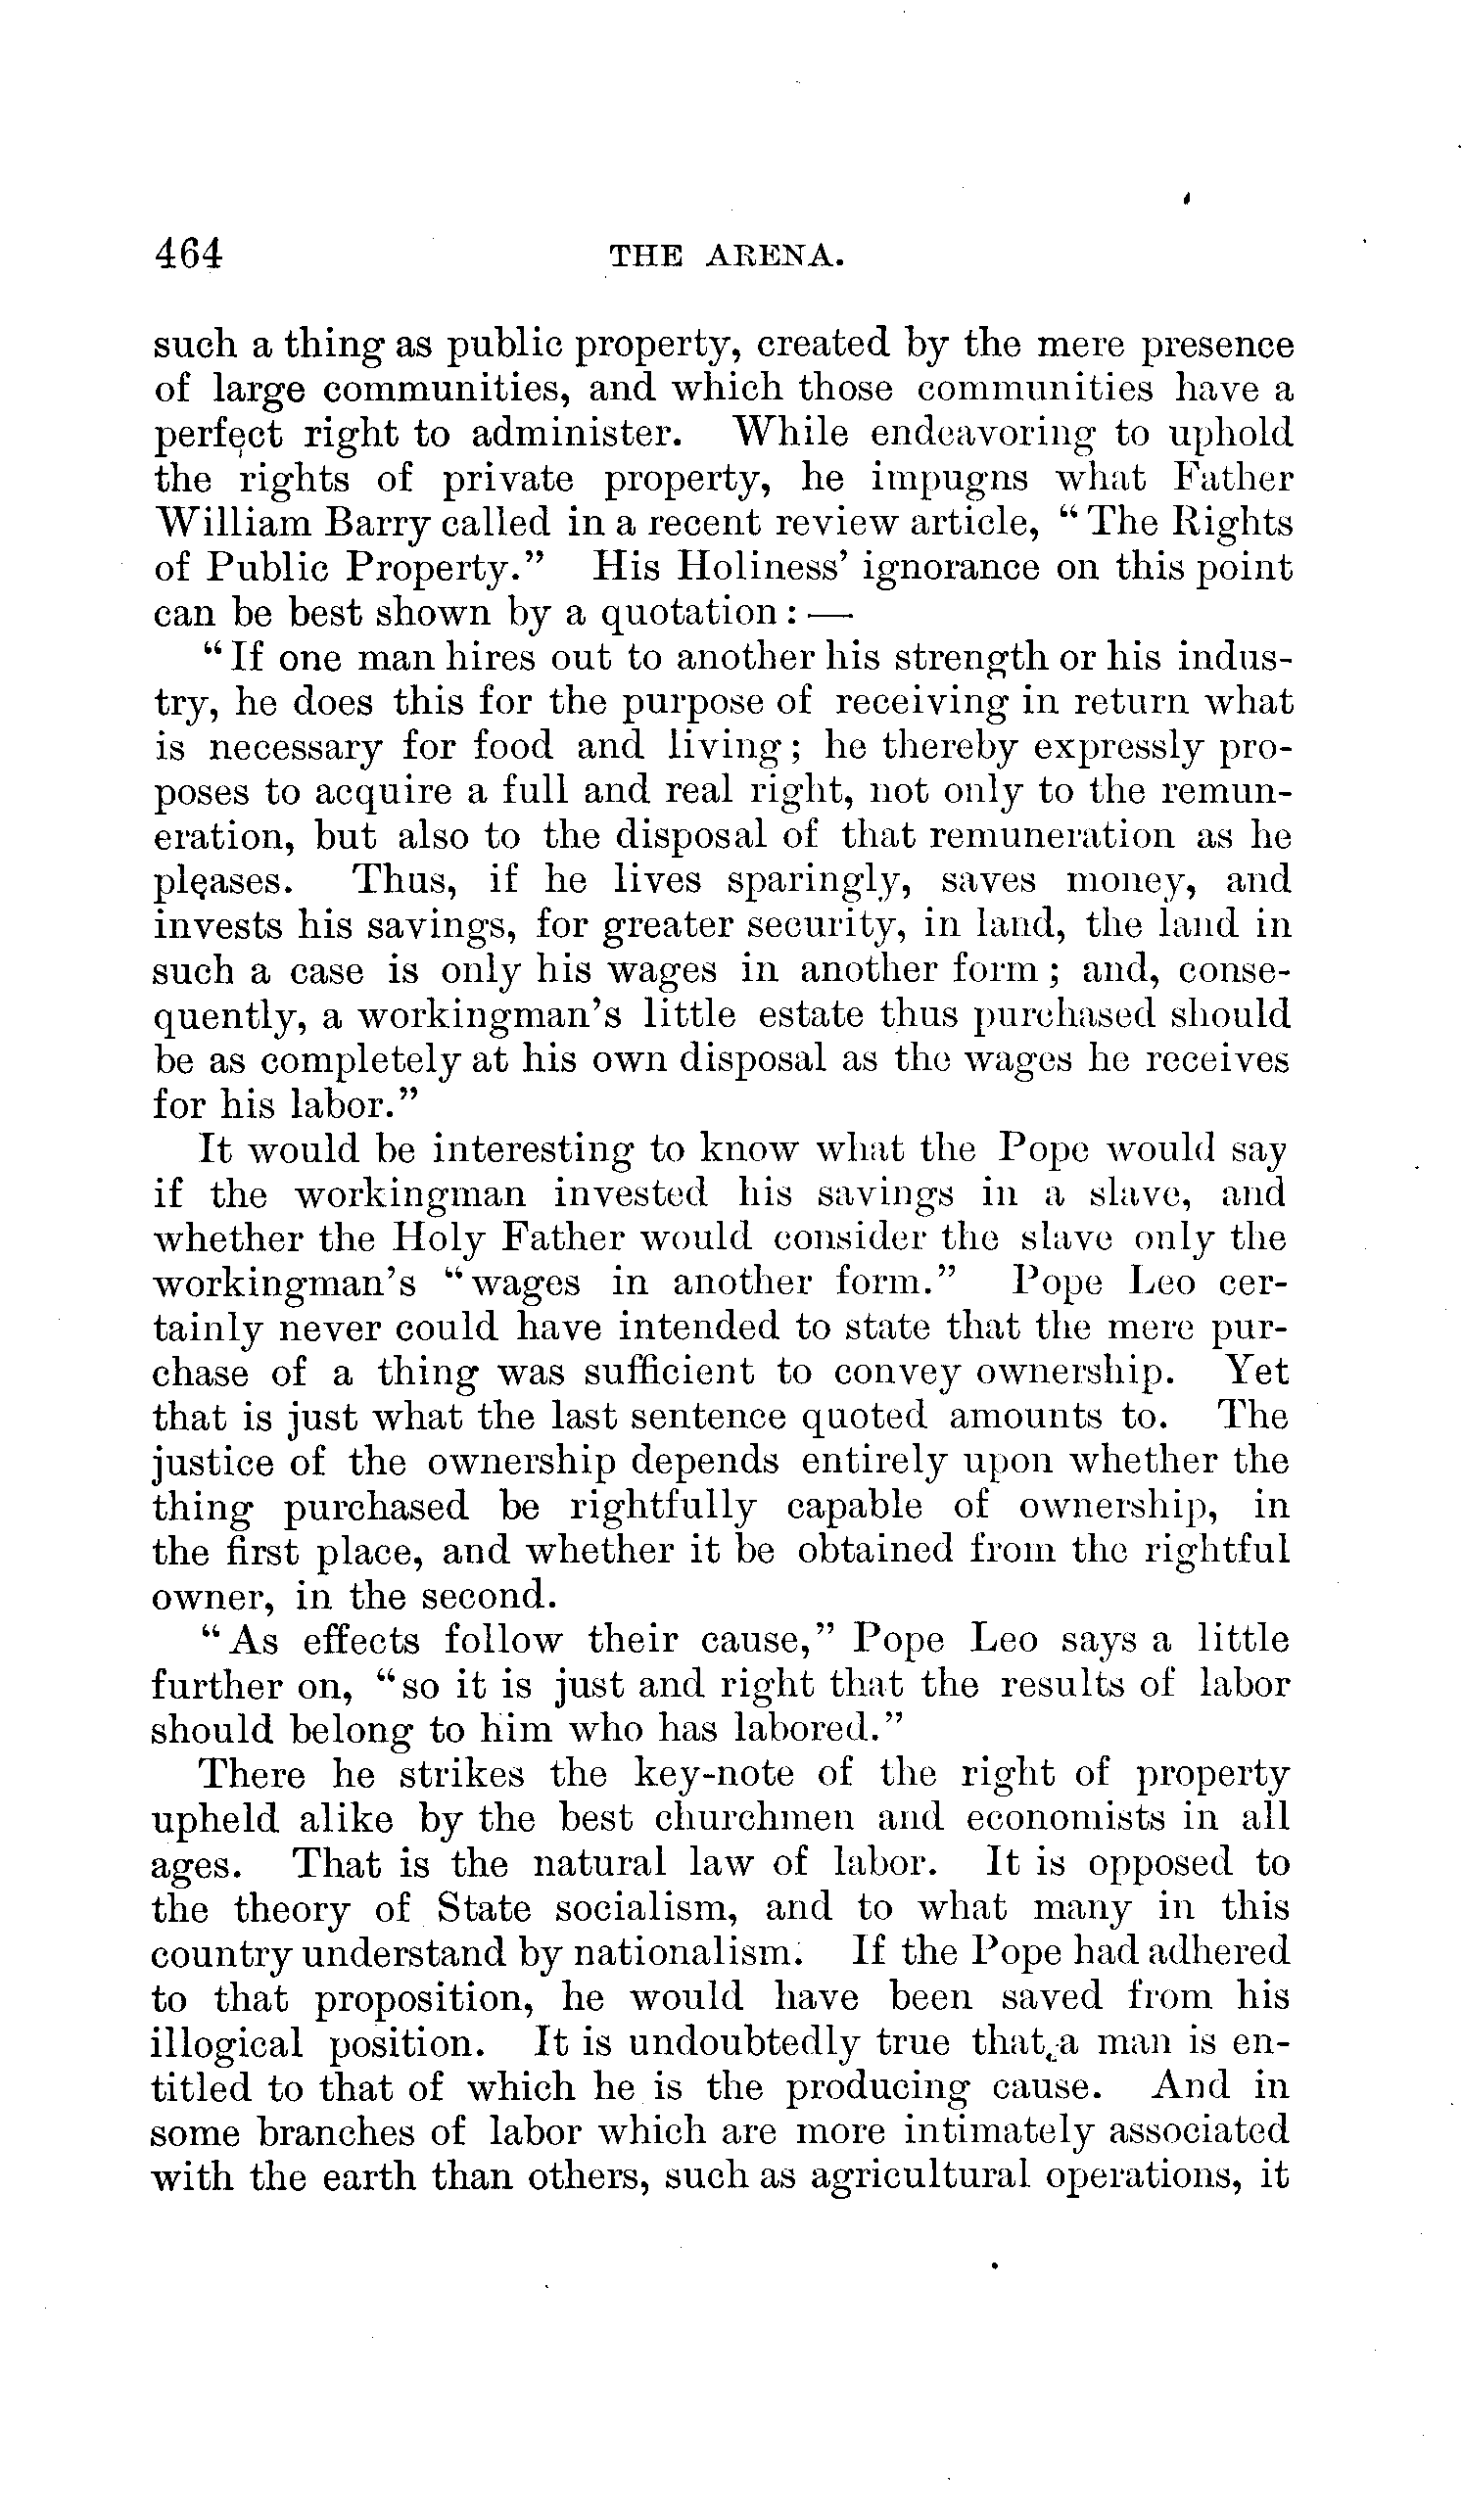 464 THE ARENA.
such a thing as public property, created by the mere presence
of large communities, and which those communities have a
perfect right to administer. While endeavoring to uphold
the rights of private property, he impugns what Father
William Barry called in a recent review article, “The Rights
of Public Property.” His Holiness’ ignorance on this point
can be best shown by a quotation: —
“If one man hires out to another his strength or his indus-
try, he does this for the purpose of receiving in return what
is necessary for food and living; he thereby expressly pro-
poses to acquire a full and real right, not only to the remun-
eration, but also to the disposal of that remuneration as he
pleases. Thus, if he lives sparingly, saves money, and
invests his savings, for greater security, in land, the land in
such a case is only his wages in another form; and, conse-
quently, a workingman’s little estate thus purchased should
be as completely at his own disposal as the wages he receives
for his labor.”
It would be interesting to know what the Pope would say
if the workingman invested his savings in a slave, and
whether the Holy Father would consider the slave only the
workingman’s “wages in another form.” Pope Leo cer-
tainly never could have intended to state that the mere pur-
chase of a thing was sufficient to convey ownership. Yet
that is just what the last sentence quoted amounts to. The
justice of the ownership depends entirely upon whether the
thing purchased be rightfully capable of ownership, in
the first place, and whether it be obtained from the rightful
owner, in the second.
“As effects follow their cause,” Pope Leo says a little
further on, “so it is just and right that the results of labor
should belong to him who has labored.”
There he strikes the key-note of the right of property
upheld alike by the best churchmen and economists in all
ages. That is the natural law of labor. It is opposed to
the theory of State socialism, and to what many in this
country understand by nationalism. If the Pope had adhered
to that proposition, he would have been saved from his
illogical position. It is undoubtedly true that a man is en-
titled to that of which he is the producing cause. And in
some branches of labor which are more intimately associated
with the earth than others, such as agricultural operations, it